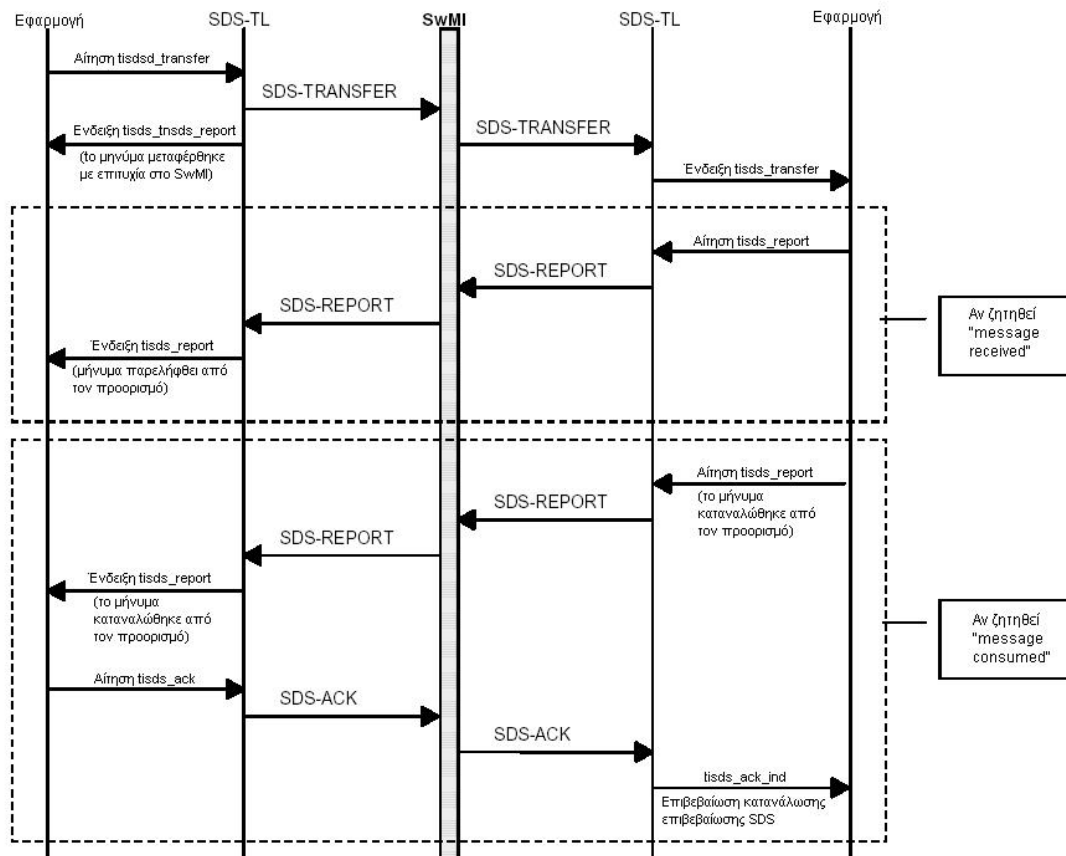 Εφαρμογή
SDS-TL
SwMI
SDS-TL
Εφαρμογή
Αίτηση tisdsd_transfer
SDS-TRANSFER
Ενδειξη tisds_tnsds_report
(το μηνύμα μεταφέρθηκε
με επιτυχία στο SwMI)
SDS-TRANSFER
Ένδειξη tisds_transfer
Αίτηση tisds_report
SDS-REPORT
SDS-REPORT
Ένδειξη tisds_report
(μήνυμα παρελήφθει από
τον προορισμό)
Αν ζητηθεί
"message
received"
Αίτηση tisds_report
(το μήνυμα
καταναλώθηκε από
τον προορισμό)
SDS-REPORT
SDS-REPORT
Ένδειξη tisds_report
(το μήνυμα
καταναλώθηκε από
τον προορισμό)
Αν ζητηθεί
"message
consumed"
Αίτηση tisds_ack
SDS-ACK
SDS-ACK
tisds_ack_ind
Επιβεβαίωση κατανάλωσης
επιβεβαίωσης SDS